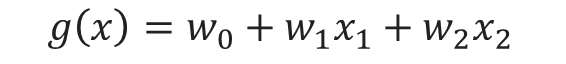 g(x) = w₀ + w₁x₁ + w₂x₂